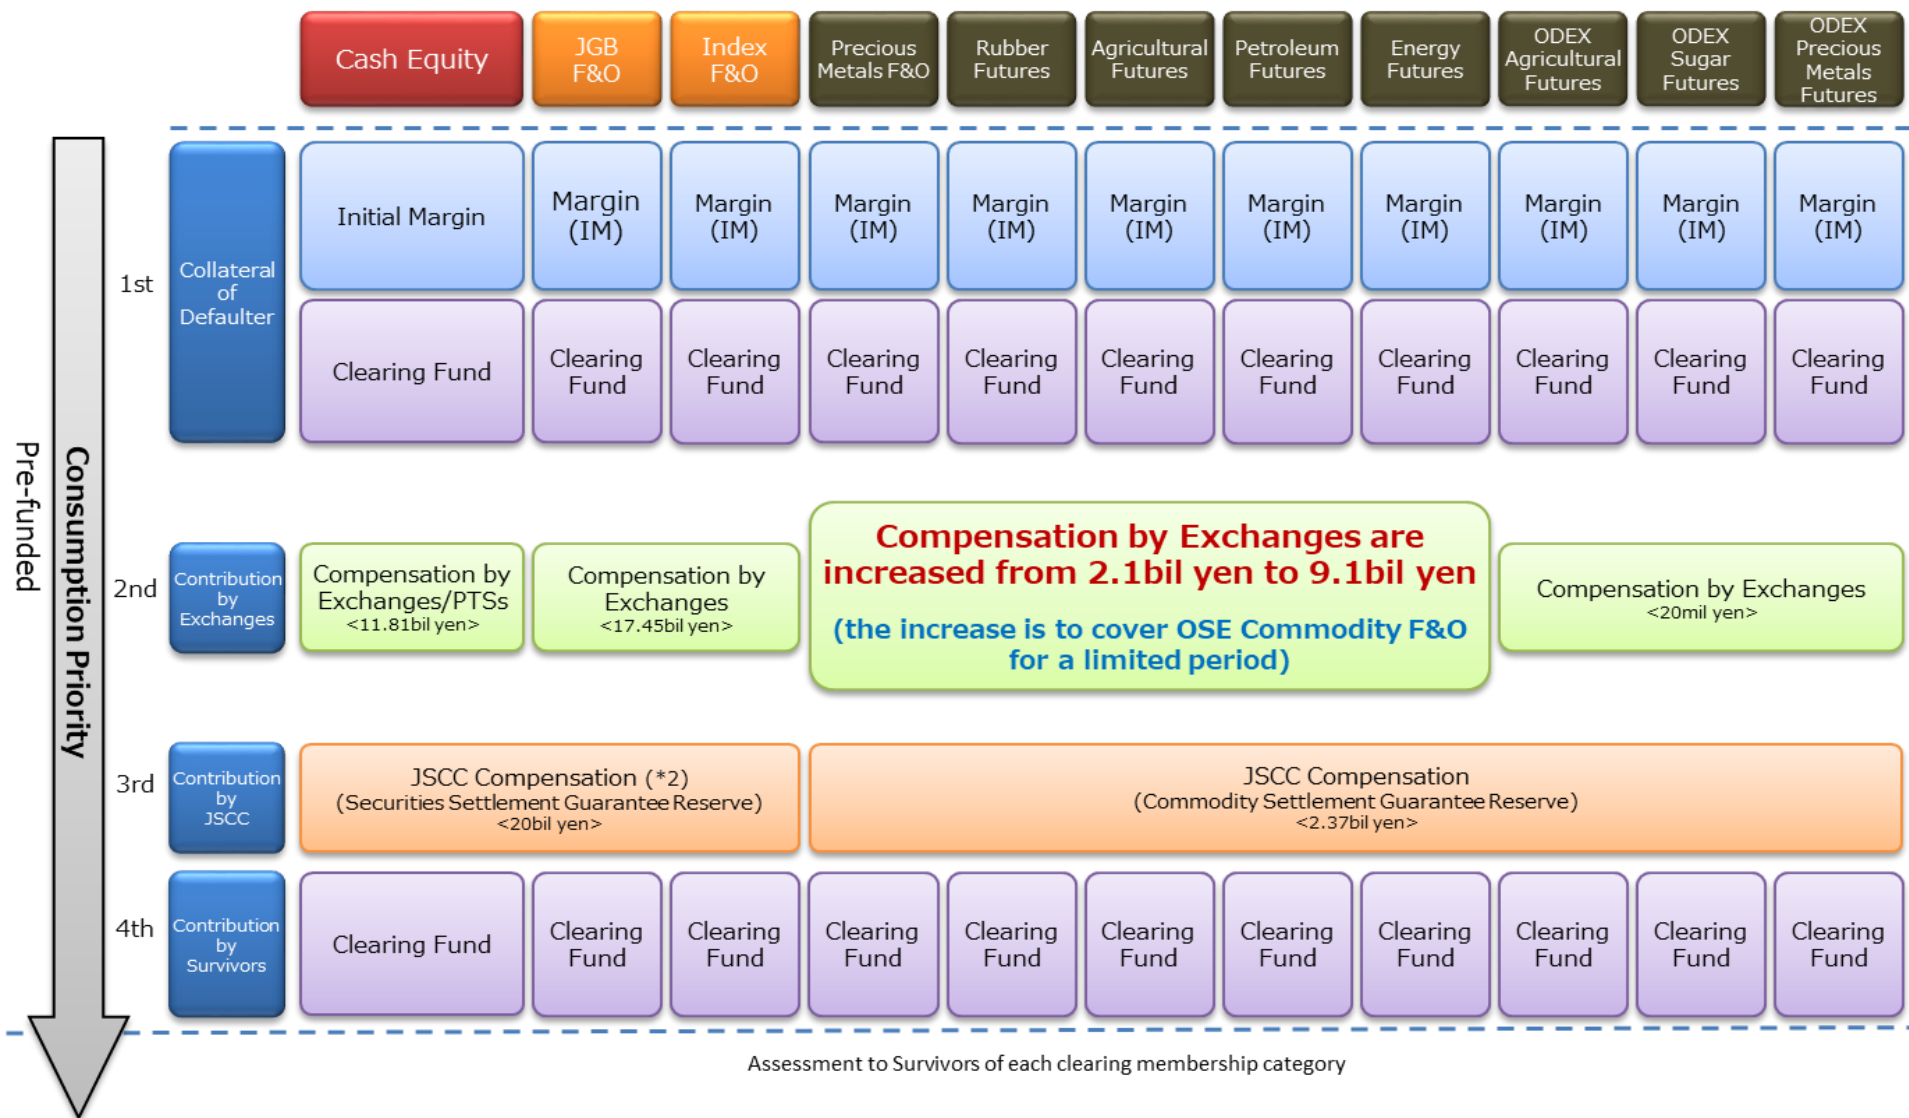 Cash Equity
JGB
F&O
Index
F&O
Precious
Metals F&O
Rubber
Futures
Agricultural
Futures
Petroleum
Futures
Energy
Futures
ODEX
Agricultural
Futures
ODEX
Sugar
Futures
ODEX
Precious
Metals
Futures
Pre-funded
Consumption Priority
1st
Collateral
of
Defaulter
Initial Margin
Margin
(IM)
Margin
(IM)
Margin
(IM)
Margin
(IM)
Margin
(IM)
Margin
(IM)
Margin
(IM)
Margin
(IM)
Margin
(IM)
Margin
(IM)
Clearing Fund
Clearing
Fund
Clearing
Fund
Clearing
Fund
Clearing
Fund
Clearing
Fund
Clearing
Fund
Clearing
Fund
Clearing
Fund
Clearing
Fund
Clearing
Fund
2nd
Contribution
by
Exchanges
Compensation by
Exchanges/PTSs
<11.81bil yen>
Compensation by
Exchanges
<17.45bil yen>
Compensation by Exchanges are
increased from 2.1bil yen to 9.1bil yen
(the increase is to cover OSE Commodity F&O
for a limited period)
Compensation by Exchanges
<20mil yen>
3rd
Contribution
by
JSCC
JSCC Compensation (*2)
(Securities Settlement Guarantee Reserve)
<20bil yen>
JSCC Compensation
(Commodity Settlement Guarantee Reserve)
<2.37bil yen>
4th
Contribution
by
Survivors
Clearing Fund
Clearing
Fund
Clearing
Fund
Clearing
Fund
Clearing
Fund
Clearing
Fund
Clearing
Fund
Clearing
Fund
Clearing
Fund
Clearing
Fund
Clearing
Fund
Assessment to Survivors of each clearing membership category